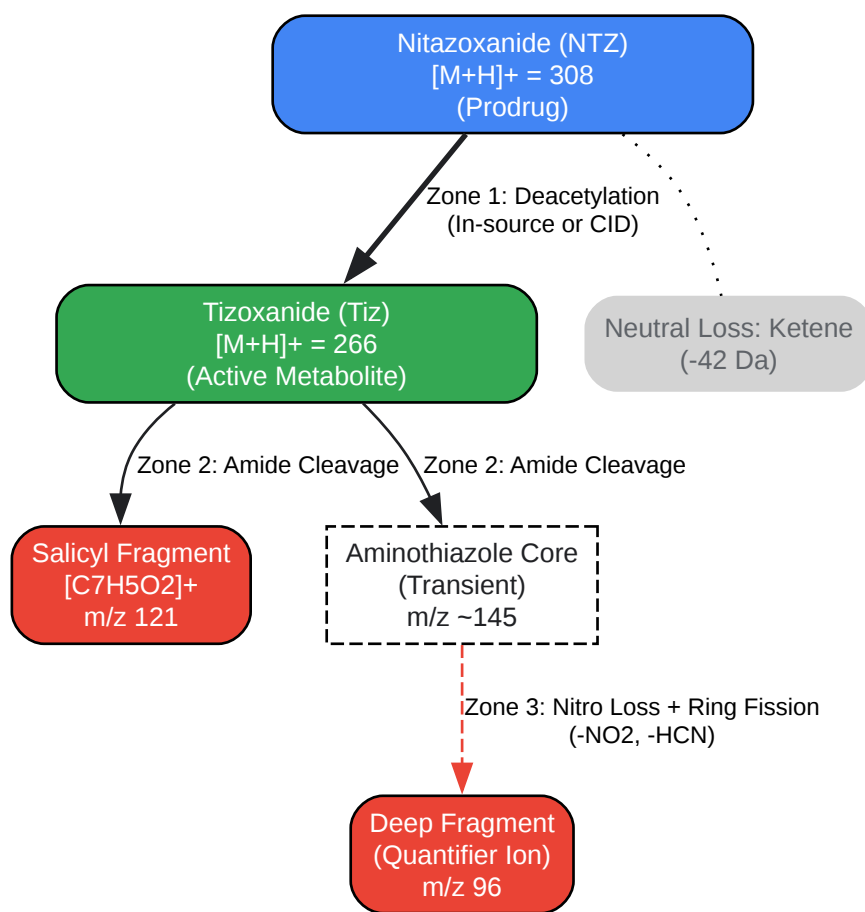 Nitazoxanide (NTZ)
[M+H]+ = 308
(Prodrug)
Zone 1: Deacetylation
(In-source or CID)
Tizoxanide (Tiz)
[M+H]+ = 266
(Active Metabolite)
Neutral Loss: Ketene
(-42 Da)
Zone 2: Amide Cleavage
Zone 2: Amide Cleavage
Salicyl Fragment
[C7H5O2]+
m/z 121
Aminothiazole Core
(Transient)
m/z ~145
Zone 3: Nitro Loss + Ring Fission
(-NO2, -HCN)
Deep Fragment
(Quantifier Ion)
m/z 96